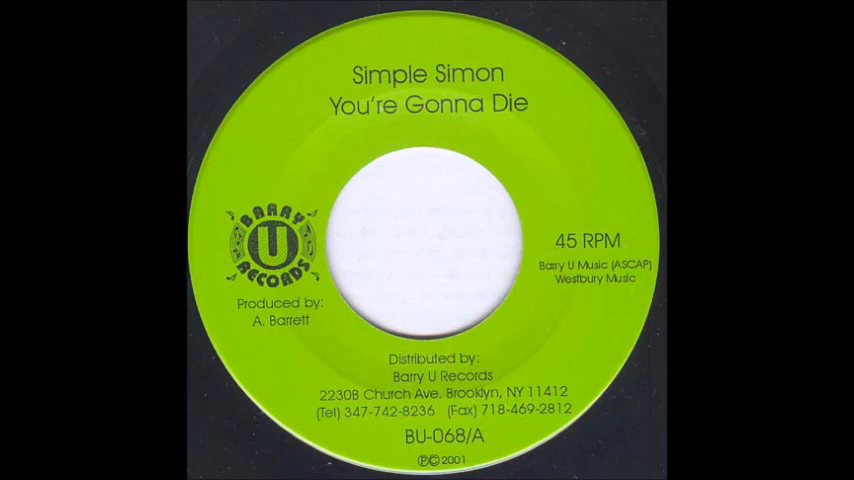 Simple Simon
You're Gonna Die
BARRY
U
RECORDS
45 RPM
Barry U Music (ASCAP)
Westbury Music
Produced by:
A. Barrett
Distributed by:
Barry U Records
2230B Church Ave. Brooklyn, NY 11412
(Tel) 347-742-8236 (Fax) 718-469-2812
BU-068/A
℗© 2001